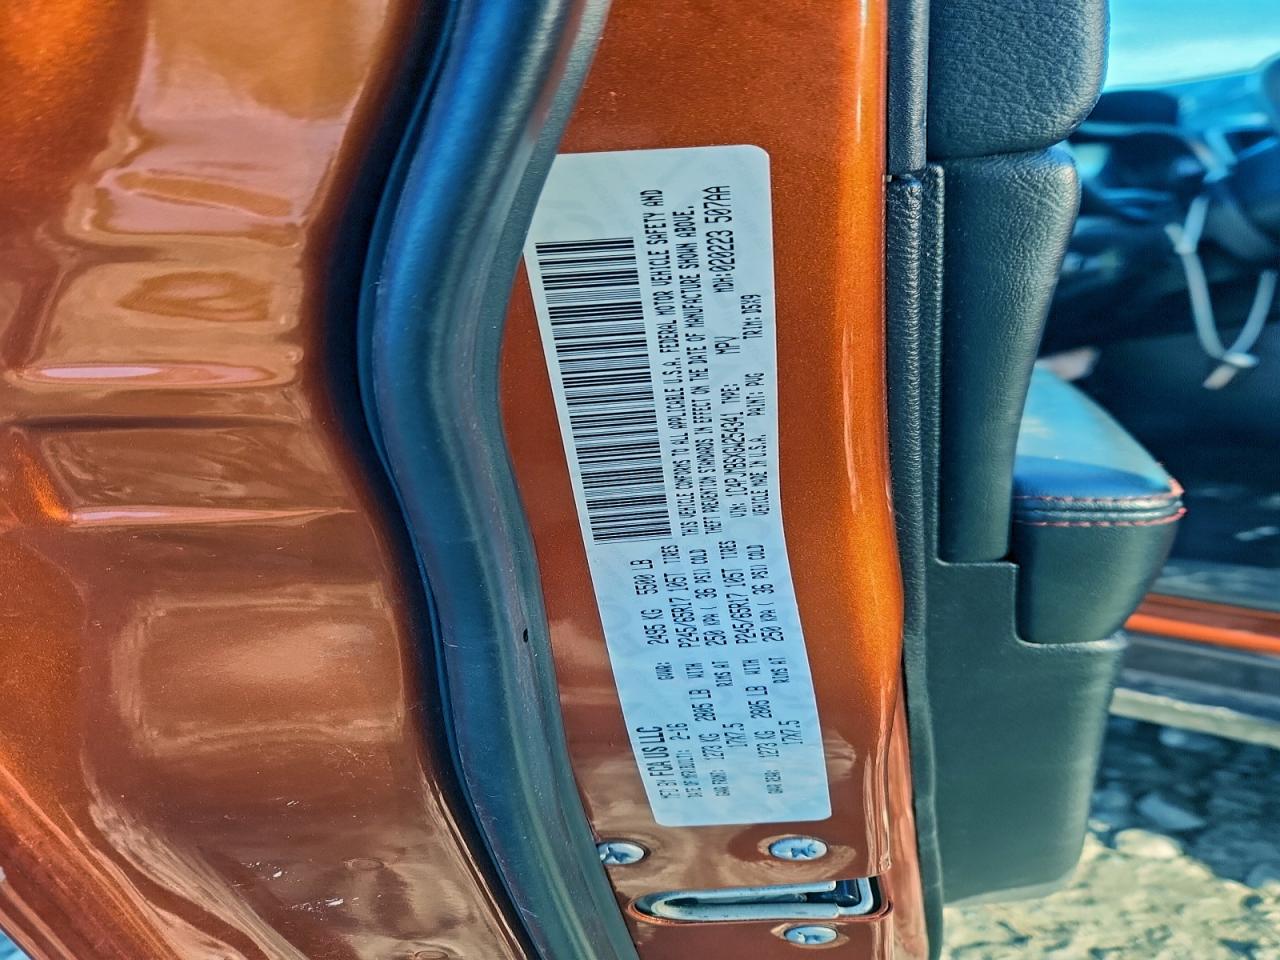 MFD BY FCA US LLC
DATE OF MFR/BUILT: 2-16 GVWR: 2495 KG 5500 LB
GAWR FRONT: 1273 KG 2805 LB WITH P245/65R17 105T TIRES
17X7.5 RIMS AT 250 KPA ( 36 PSI) COLD
GAWR REAR: 1273 KG 2805 LB WITH P245/65R17 105T TIRES
17X7.5 RIMS AT 250 KPA ( 36 PSI) COLD
THIS VEHICLE CONFORMS TO ALL APPLICABLE U.S.A. FEDERAL MOTOR VEHICLE SAFETY AND
THEFT PREVENTION STANDARDS IN EFFECT ON THE DATE OF MANUFACTURE SHOWN ABOVE.
VIN: TYPE: MPV MDH: 020223 507AA
VEHICLE MADE IN U.S.A. PAINT: PVG TRIM: D5X9